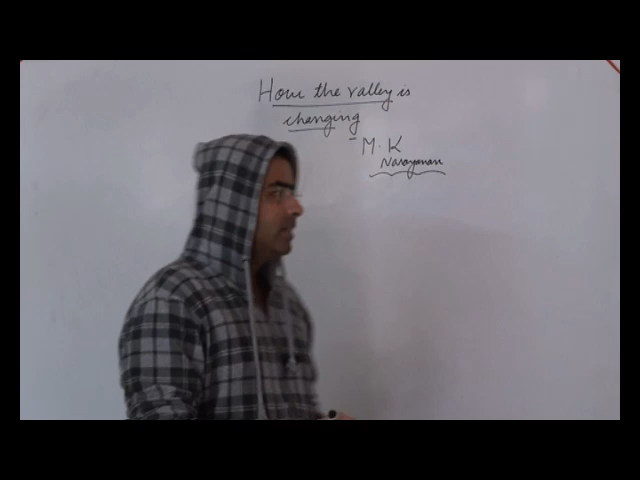 How the valley is
changing
- M. K
Narayanan